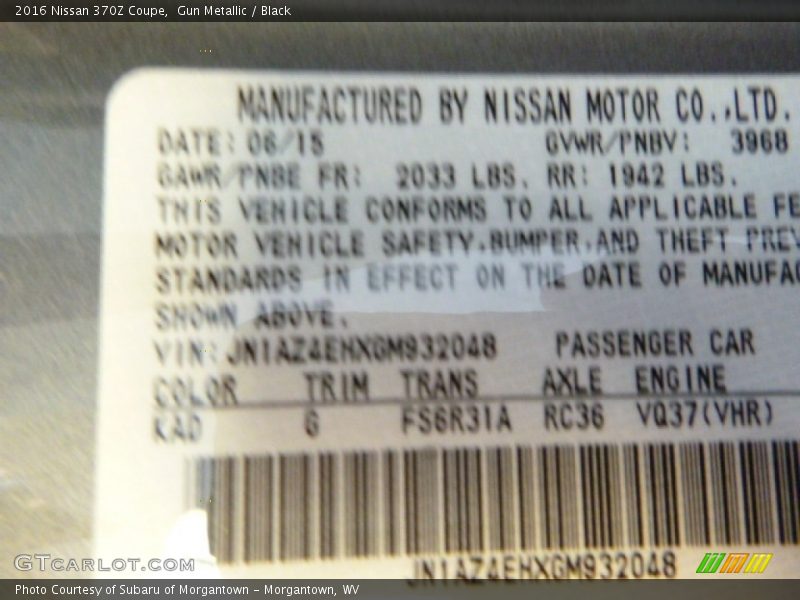 2016 Nissan 370Z Coupe,  Gun Metallic / Black
MANUFACTURED BY NISSAN MOTOR CO.,LTD.
DATE: 06/15 GVWR/PNBV: 3968
GAWR/PNBE FR: 2033 LBS. RR: 1942 LBS.
THIS VEHICLE CONFORMS TO ALL APPLICABLE FE
MOTOR VEHICLE SAFETY,BUMPER,AND THEFT PREV
STANDARDS IN EFFECT ON THE DATE OF MANUFAC
SHOWN ABOVE.
VIN: JN1AZ4EHXGM932048 PASSENGER CAR
COLOR TRIM TRANS AXLE ENGINE
KAD G FS6R31A RC36 VQ37(VHR)
JN1AZ4EHXGM932048
GTcarlot.com
Photo Courtesy of Subaru of Morgantown - Morgantown, WV